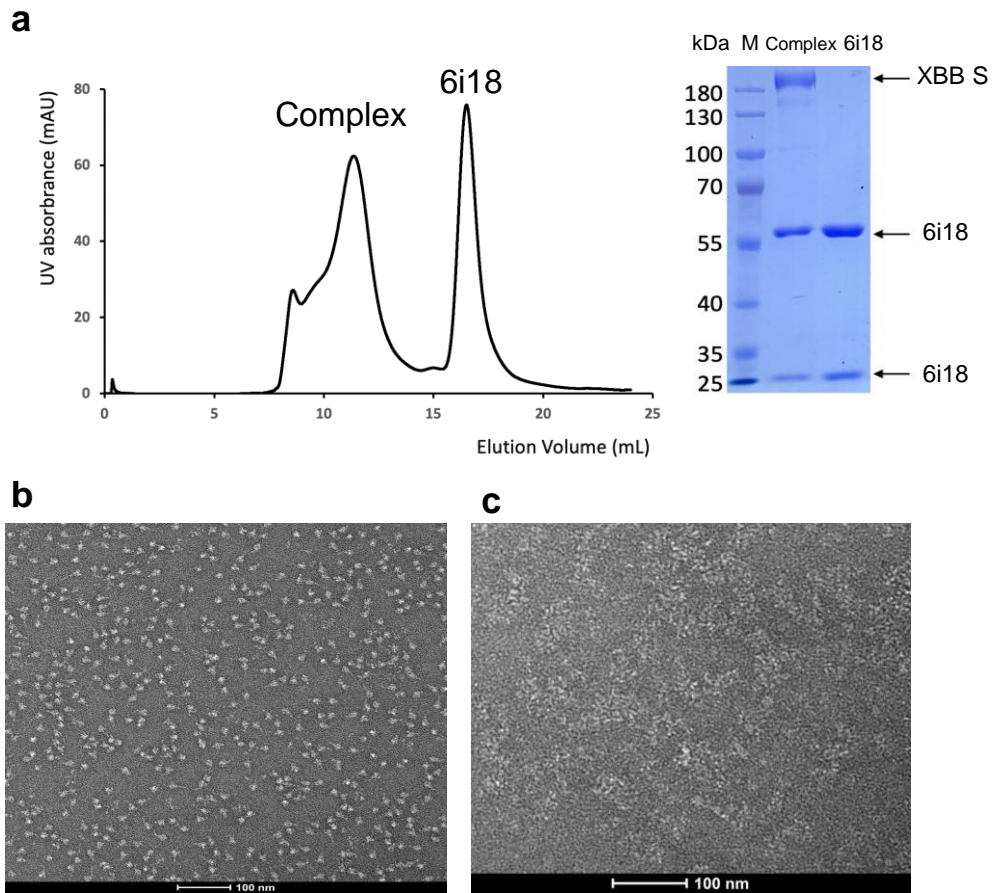 a
kDa M Complex 6i18
180
130
100
70
55
40
35
25
XBB S
6i18
6i18
Complex
6i18
UV absorbrance (mAU)
80
60
40
20
0
0 5 10 15 20 25
Elution Volume (mL)
b
c
100 nm
100 nm